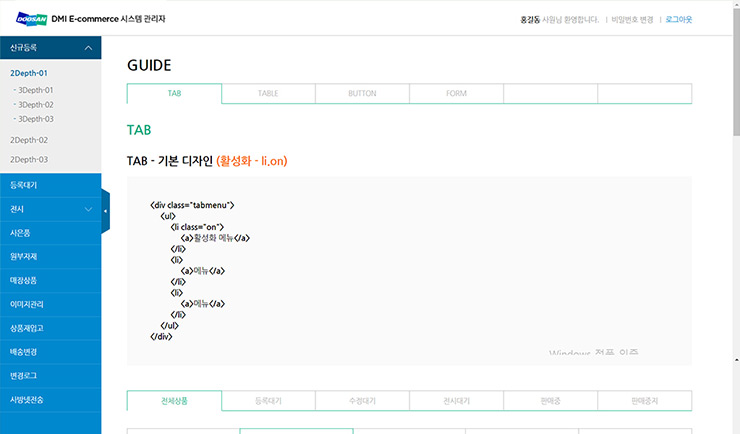 DOOSAN DMI E-commerce 시스템 관리자
홍길동 사원님 환영합니다. | 비밀번호 변경 | 로그아웃
신규등록
2Depth-01
- 3Depth-01
- 3Depth-02
- 3Depth-03
2Depth-02
2Depth-03
등록대기
전시
사은품
원부자재
매장상품
이미지관리
상품재입고
배송변경
변경로그
사방넷전송
GUIDE
TAB TABLE BUTTON FORM
TAB
TAB - 기본 디자인 (활성화 - li.on)
<div class="tabmenu">
<ul>
<li class="on">
<a>활성화 메뉴</a>
</li>
<li>
<a>메뉴</a>
</li>
<li>
<a>메뉴</a>
</li>
</ul>
</div>
Windows 정품 인증
전체상품 등록대기 수정대기 전시대기 판매중 판매중지